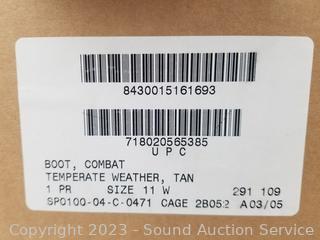 8430015161693
718020565385
U P C
BOOT, COMBAT
TEMPERATE WEATHER, TAN
1 PR SIZE 11 W 291 109
SP0100-04-C-0471 CAGE 2B052 A03/05
Copyright 2023 - Sound Auction Service